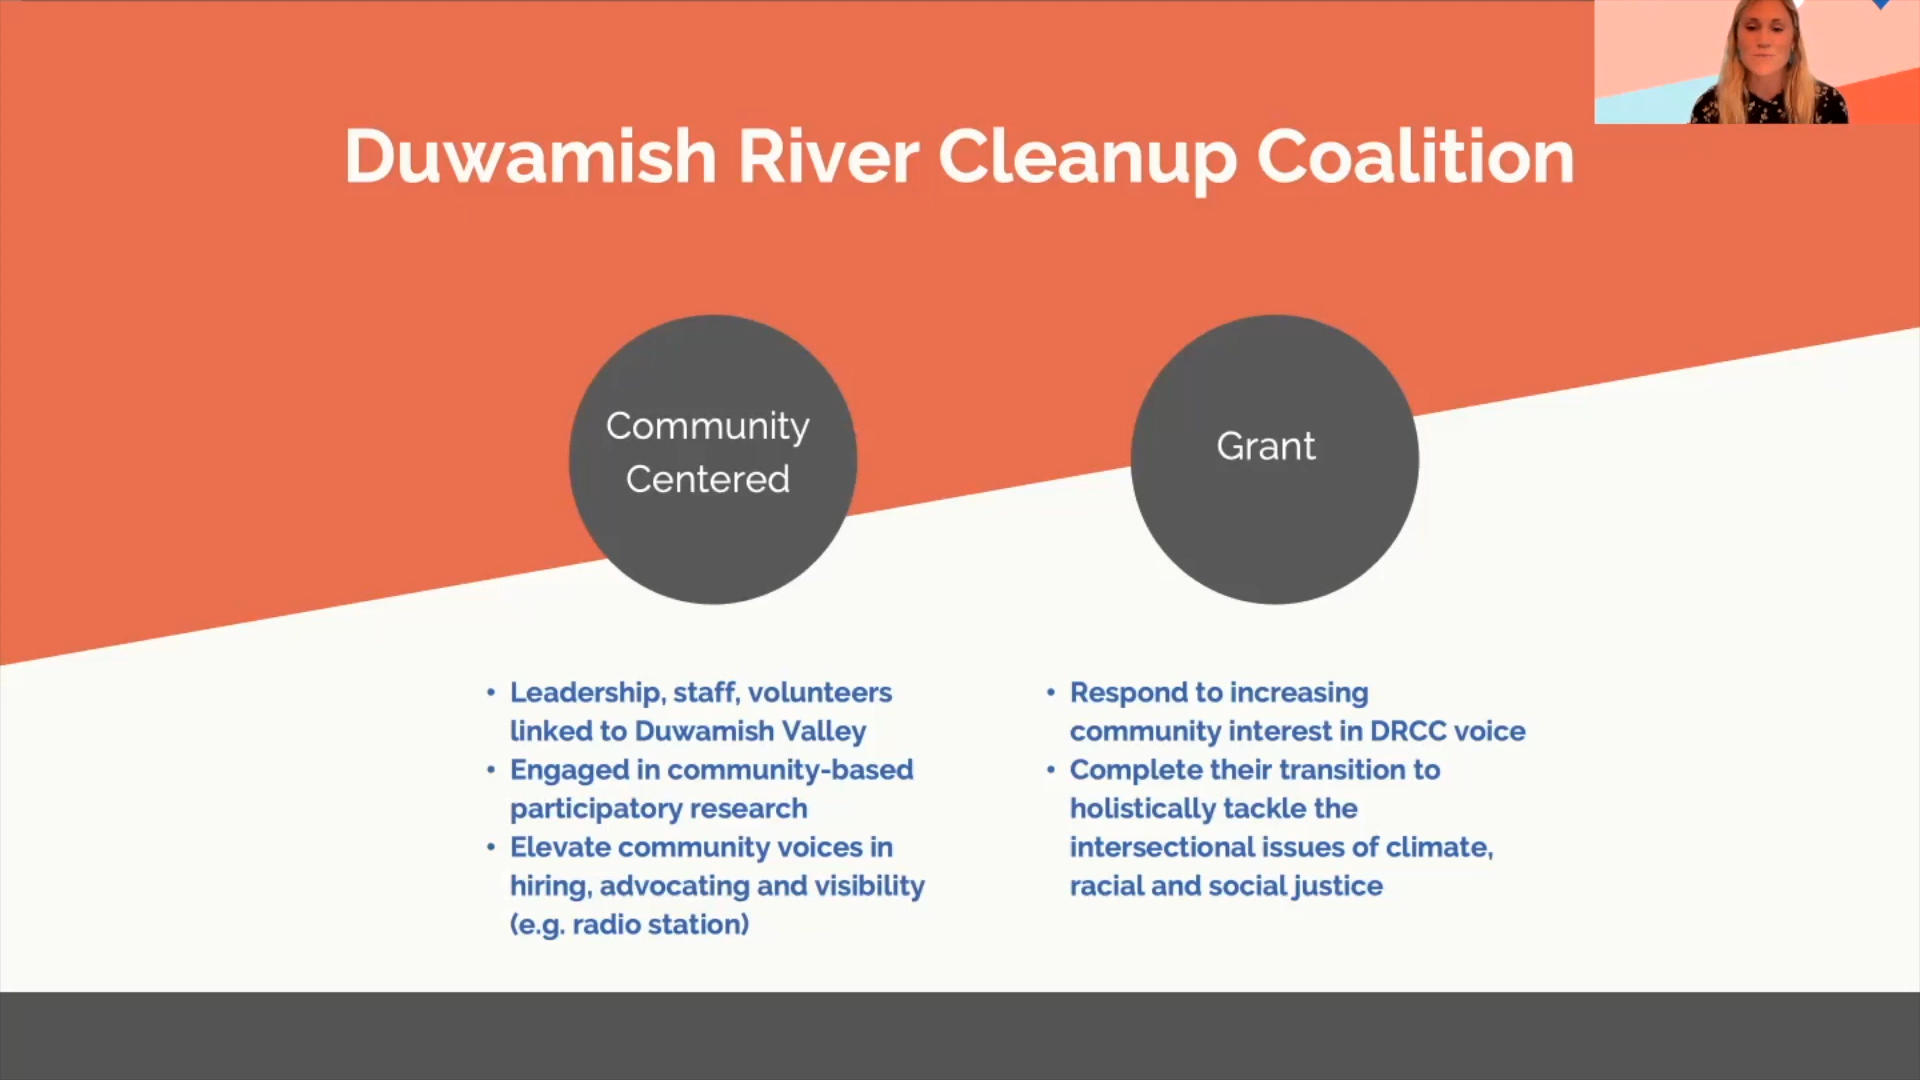 Duwamish River Cleanup Coalition
Community
Centered
Grant
• Leadership, staff, volunteers
linked to Duwamish Valley
• Engaged in community-based
participatory research
• Elevate community voices in
hiring, advocating and visibility
(e.g. radio station)
• Respond to increasing
community interest in DRCC voice
• Complete their transition to
holistically tackle the
intersectional issues of climate,
racial and social justice